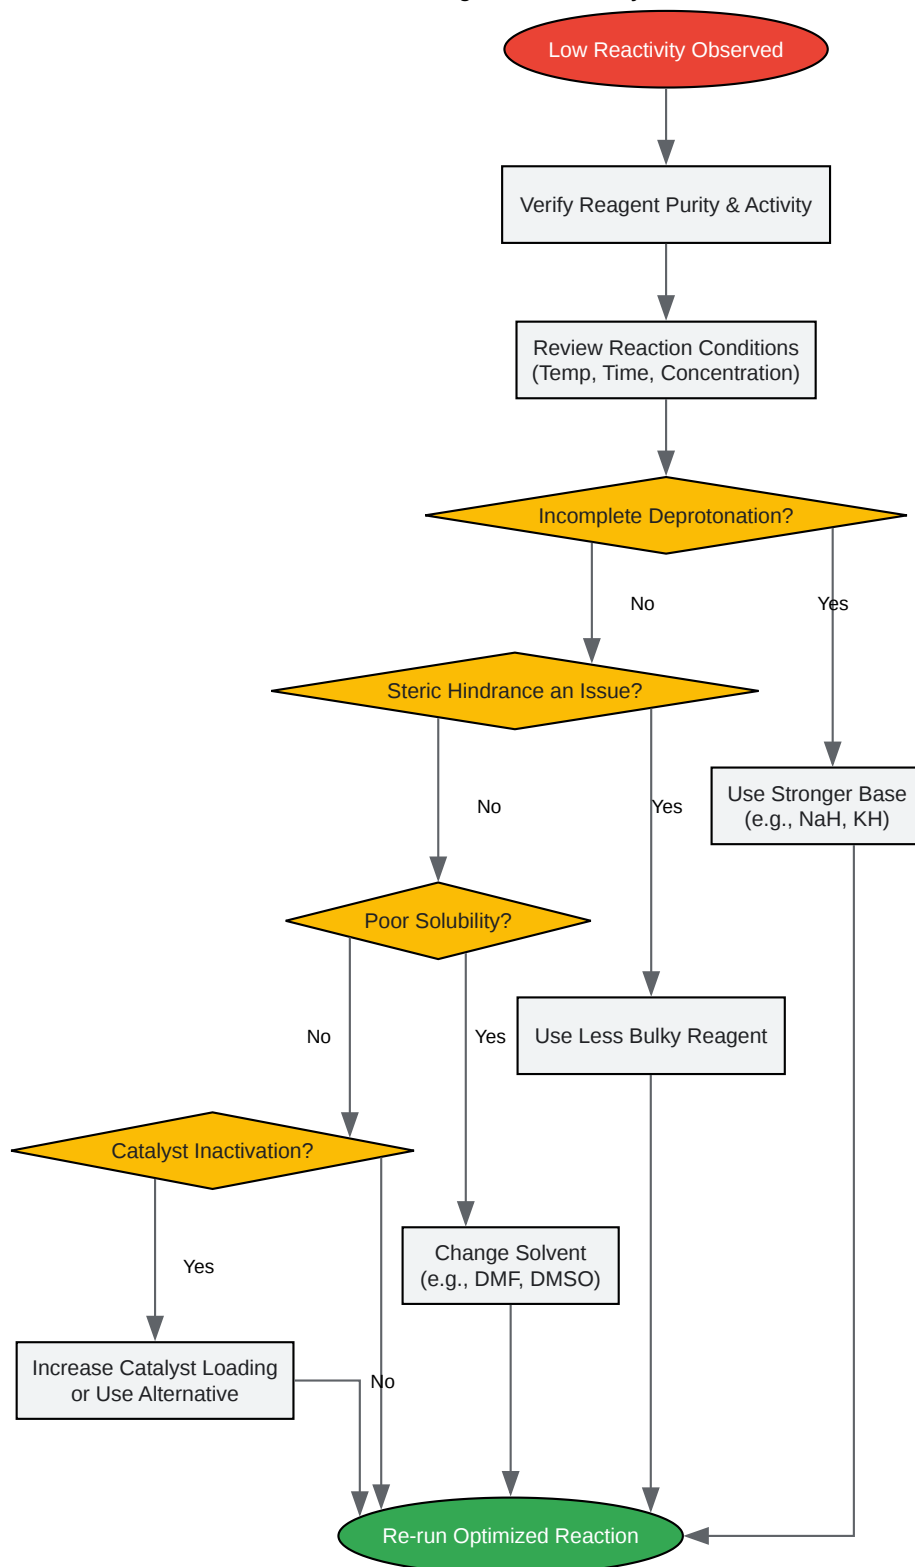 Low Reactivity Observed
Verify Reagent Purity & Activity
Review Reaction Conditions
(Temp, Time, Concentration)
Incomplete Deprotonation?
No
Yes
Steric Hindrance an Issue?
No
Yes
Use Stronger Base
(e.g., NaH, KH)
Poor Solubility?
No
Yes
Use Less Bulky Reagent
Catalyst Inactivation?
Yes
Change Solvent
(e.g., DMF, DMSO)
Increase Catalyst Loading
or Use Alternative
No
Re-run Optimized Reaction